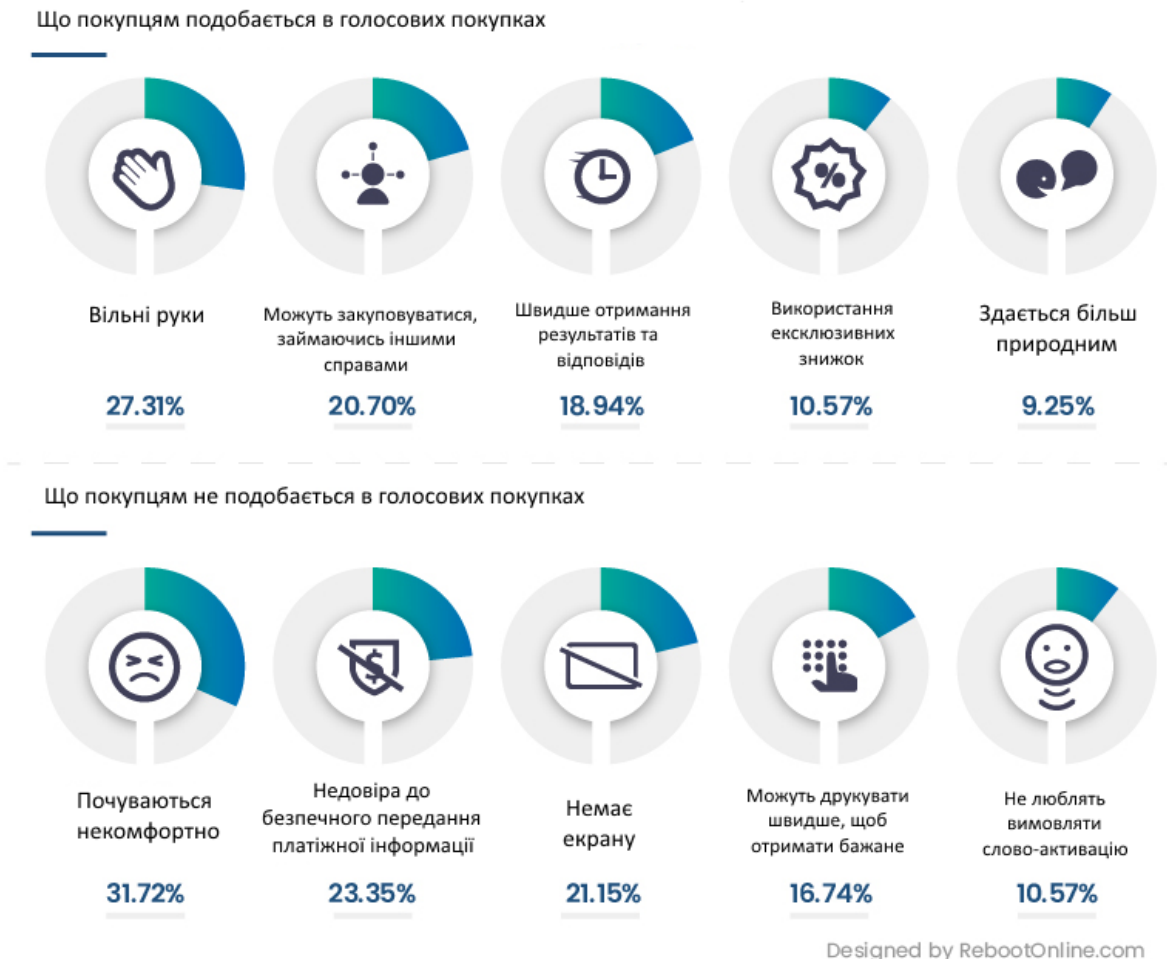 Що покупцям подобається в голосових покупках
%
Вільні руки
27.31%
Можуть закуповуватися,
займаючись іншими
справами
20.70%
Швидше отримання
результатів та
відповідів
18.94%
Використання
ексклюзивних
знижок
10.57%
Здається більш
природним
9.25%
Що покупцям не подобається в голосових покупках
$
Почуваються
некомфортно
31.72%
Недовіра до
безпечного передання
платіжної інформації
23.35%
Немає
екрану
21.15%
Можуть друкувати
швидше, щоб
отримати бажане
16.74%
Не люблять
вимовляти
слово-активацію
10.57%
Designed by RebootOnline.com